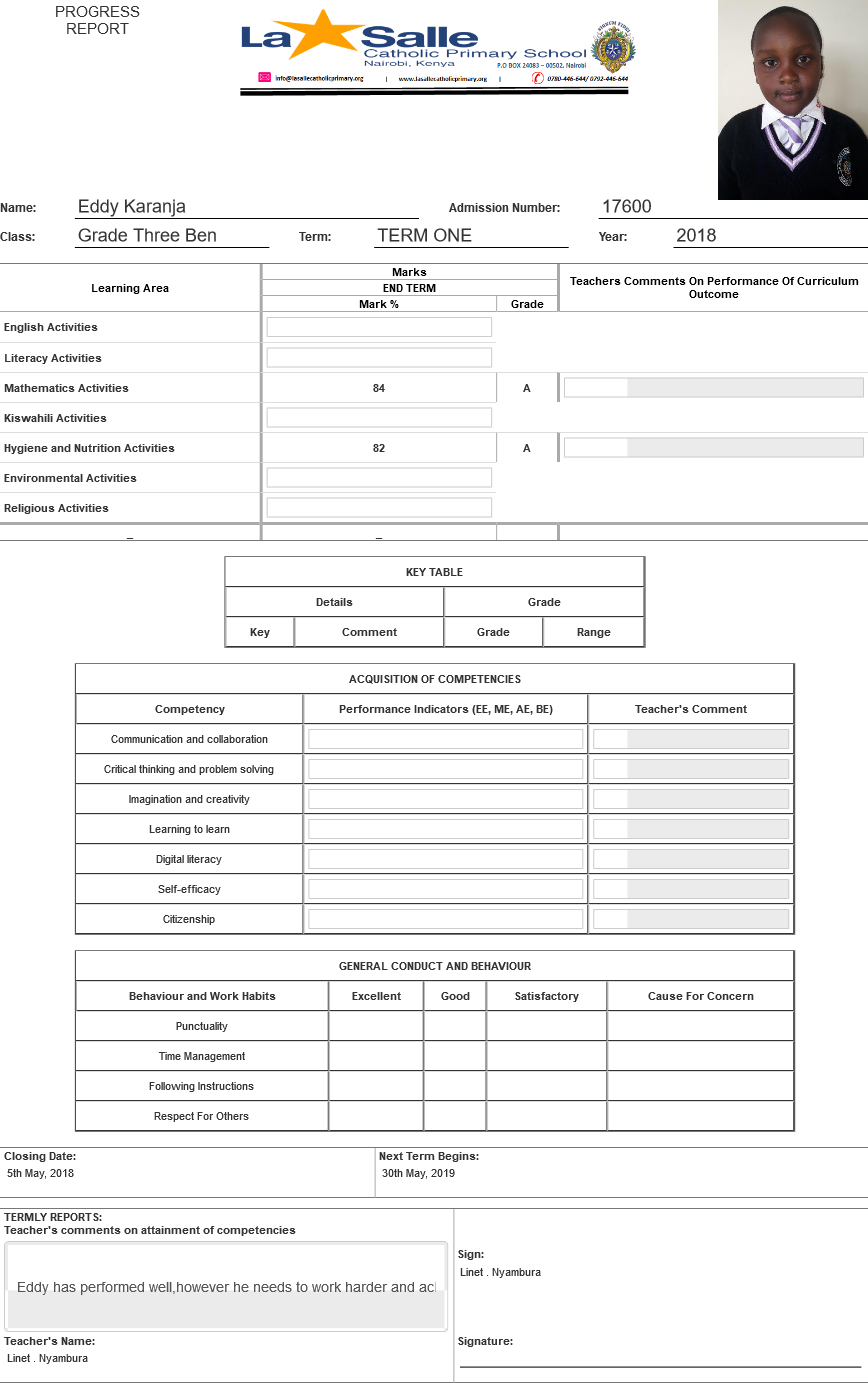 PROGRESS
REPORT
La Salle
Catholic Primary School
Nairobi, Kenya
P.O BOX 24083 – 00502, Nairobi
info@lasallecatholicprimary.org | www.lasallecatholicprimary.org | 0780-446-644/ 0792-446-644
Name: Eddy Karanja Admission Number: 17600
Class: Grade Three Ben Term: TERM ONE Year: 2018
Learning Area Marks Teachers Comments On Performance Of Curriculum Outcome
END TERM
Mark % Grade
English Activities
Literacy Activities
Mathematics Activities 84 A
Kiswahili Activities
Hygiene and Nutrition Activities 82 A
Environmental Activities
Religious Activities
_ _
KEY TABLE
Details Grade
Key Comment Grade Range
ACQUISITION OF COMPETENCIES
Competency Performance Indicators (EE, ME, AE, BE) Teacher's Comment
Communication and collaboration
Critical thinking and problem solving
Imagination and creativity
Learning to learn
Digital literacy
Self-efficacy
Citizenship
GENERAL CONDUCT AND BEHAVIOUR
Behaviour and Work Habits Excellent Good Satisfactory Cause For Concern
Punctuality
Time Management
Following Instructions
Respect For Others
Closing Date: Next Term Begins:
5th May, 2018 30th May, 2019
TERMLY REPORTS:
Teacher's comments on attainment of competencies
Sign:
Linet . Nyambura
Eddy has performed well,however he needs to work harder and
Teacher's Name: Signature:
Linet . Nyambura